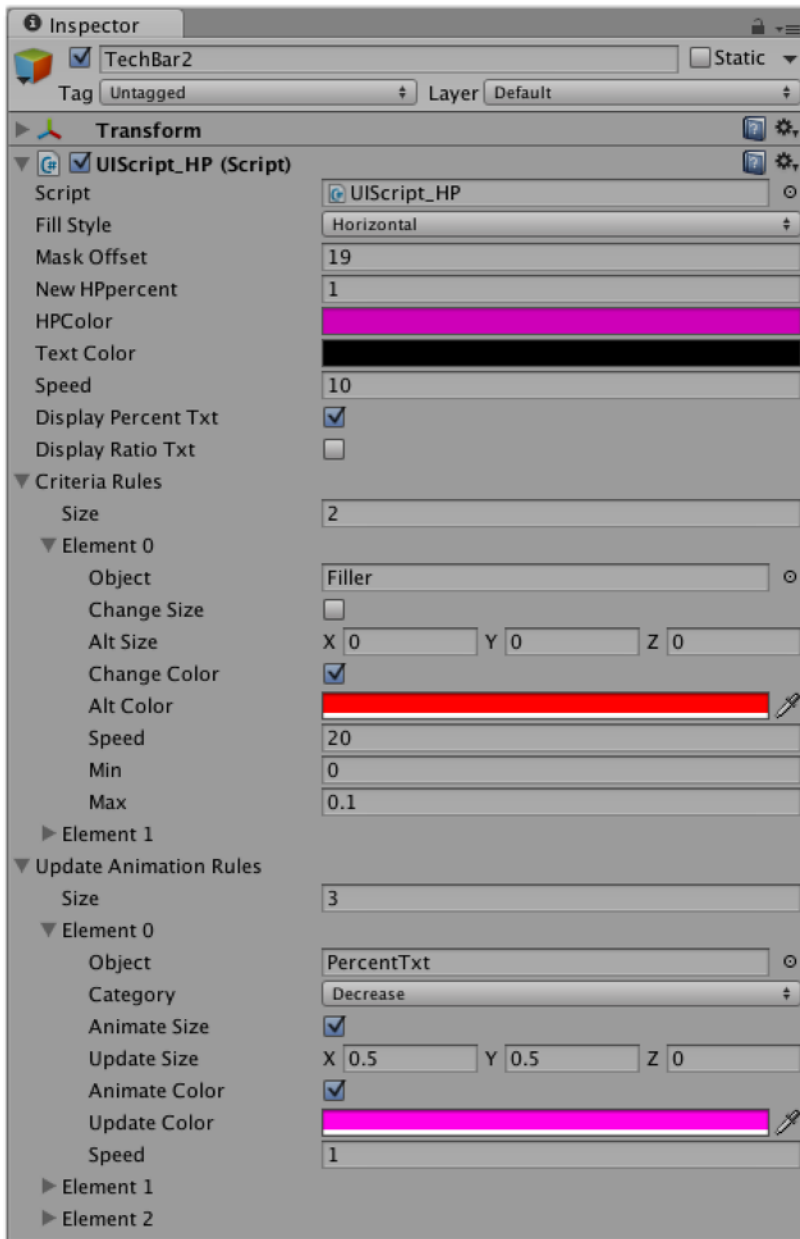 Inspector
TechBar2 Static
Tag Untagged Layer Default
Transform
UIScript_HP (Script)
Script UIScript_HP
Fill Style Horizontal
Mask Offset 19
New HPpercent 1
HPColor
Text Color
Speed 10
Display Percent Txt
Display Ratio Txt
Criteria Rules
Size 2
Element 0
Object Filler
Change Size
Alt Size X 0 Y 0 Z 0
Change Color
Alt Color
Speed 20
Min 0
Max 0.1
Element 1
Update Animation Rules
Size 3
Element 0
Object PercentTxt
Category Decrease
Animate Size
Update Size X 0.5 Y 0.5 Z 0
Animate Color
Update Color
Speed 1
Element 1
Element 2